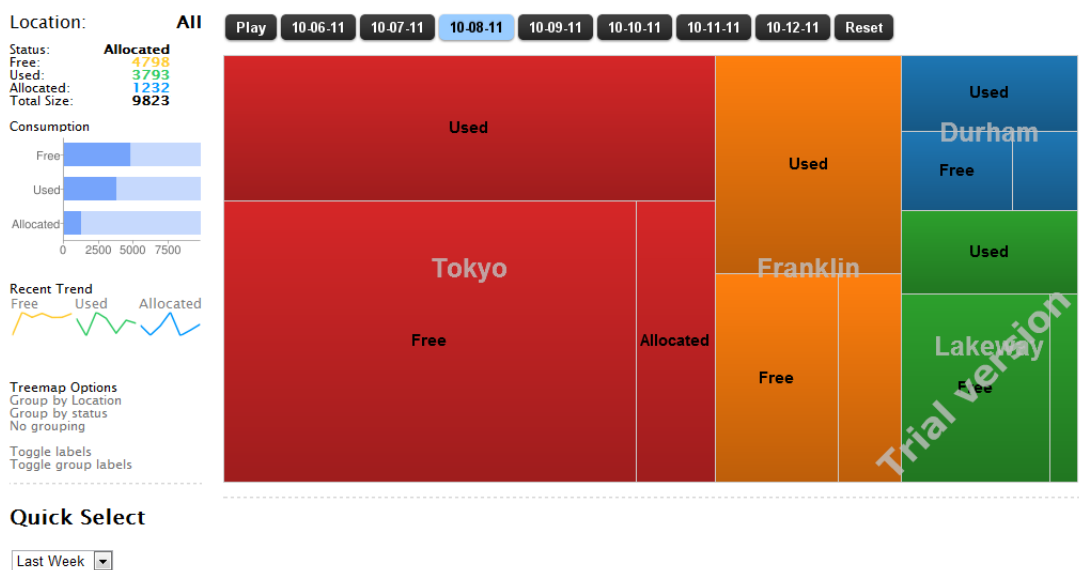 Location: All
Status: Allocated
Free: 4798
Used: 3793
Allocated: 1232
Total Size: 9823
Consumption
Free
Used
Allocated
0 2500 5000 7500
Recent Trend
Free Used Allocated
Treemap Options
Group by Location
Group by status
No grouping
Toggle labels
Toggle group labels
Quick Select
Last Week
Play 10-06-11 10-07-11 10-08-11 10-09-11 10-10-11 10-11-11 10-12-11 Reset
Used
Tokyo
Free Allocated
Used
Franklin
Free
Used
Durham
Free
Used
Lakeway
Free
Trial version